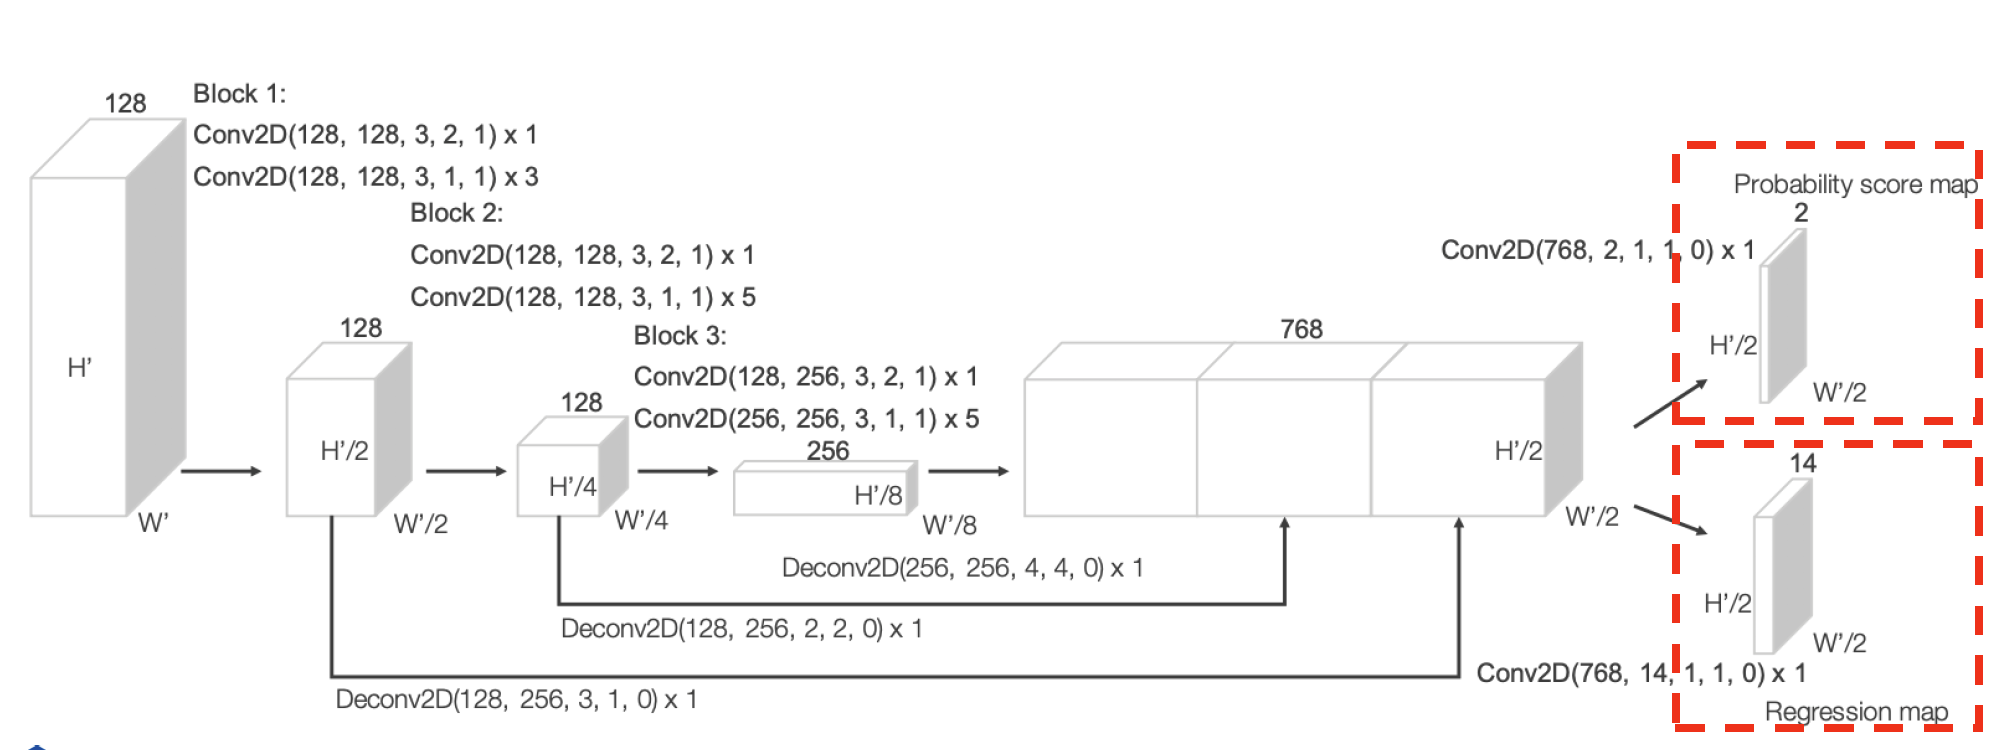 128
Block 1:
Conv2D(128, 128, 3, 2, 1) x 1
Conv2D(128, 128, 3, 1, 1) x 3
H'
W'
Block 2:
Conv2D(128, 128, 3, 2, 1) x 1
Conv2D(128, 128, 3, 1, 1) x 5
128
H'/2
W'/2
Block 3:
Conv2D(128, 256, 3, 2, 1) x 1
Conv2D(256, 256, 3, 1, 1) x 5
128
H'/4
W'/4
256
H'/8
W'/8
768
H'/2
W'/2
Deconv2D(256, 256, 4, 4, 0) x 1
Deconv2D(128, 256, 2, 2, 0) x 1
Deconv2D(128, 256, 3, 1, 0) x 1
Probability score map
2
Conv2D(768, 2, 1, 1, 0) x 1
H'/2
W'/2
14
H'/2
W'/2
Conv2D(768, 14, 1, 1, 0) x 1
Regression map